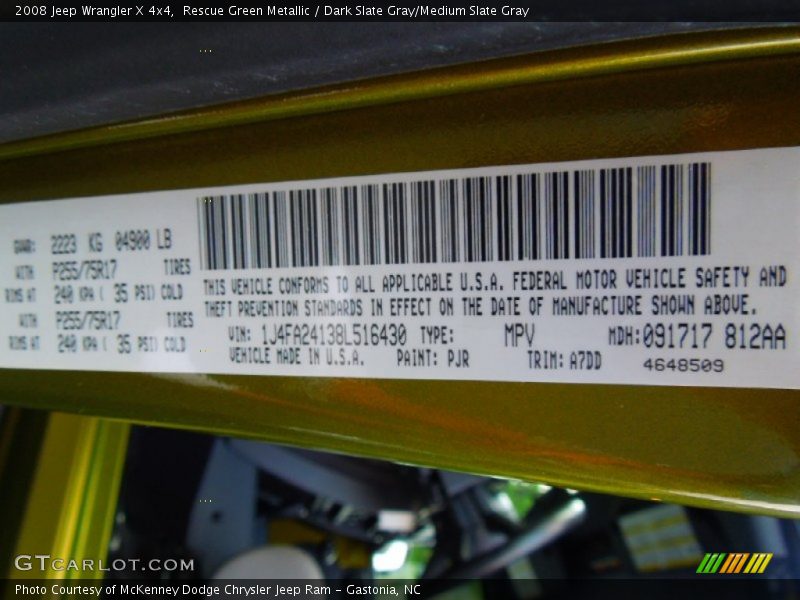 2008 Jeep Wrangler X 4x4, Rescue Green Metallic / Dark Slate Gray/Medium Slate Gray
GAWR: 2223 KG 04900 LB
WITH P255/75R17 TIRES
RIMS AT 240 KPA ( 35 PSI) COLD
WITH P255/75R17 TIRES
RIMS AT 240 KPA ( 35 PSI) COLD
THIS VEHICLE CONFORMS TO ALL APPLICABLE U.S.A. FEDERAL MOTOR VEHICLE SAFETY AND
THEFT PREVENTION STANDARDS IN EFFECT ON THE DATE OF MANUFACTURE SHOWN ABOVE.
VIN: 1J4FA24138L516430 TYPE: MPV MDH: 091717 812AA
VEHICLE MADE IN U.S.A. PAINT: PJR TRIM: A7DD 4648509
GTCARLOT.COM
Photo Courtesy of McKenney Dodge Chrysler Jeep Ram – Gastonia, NC